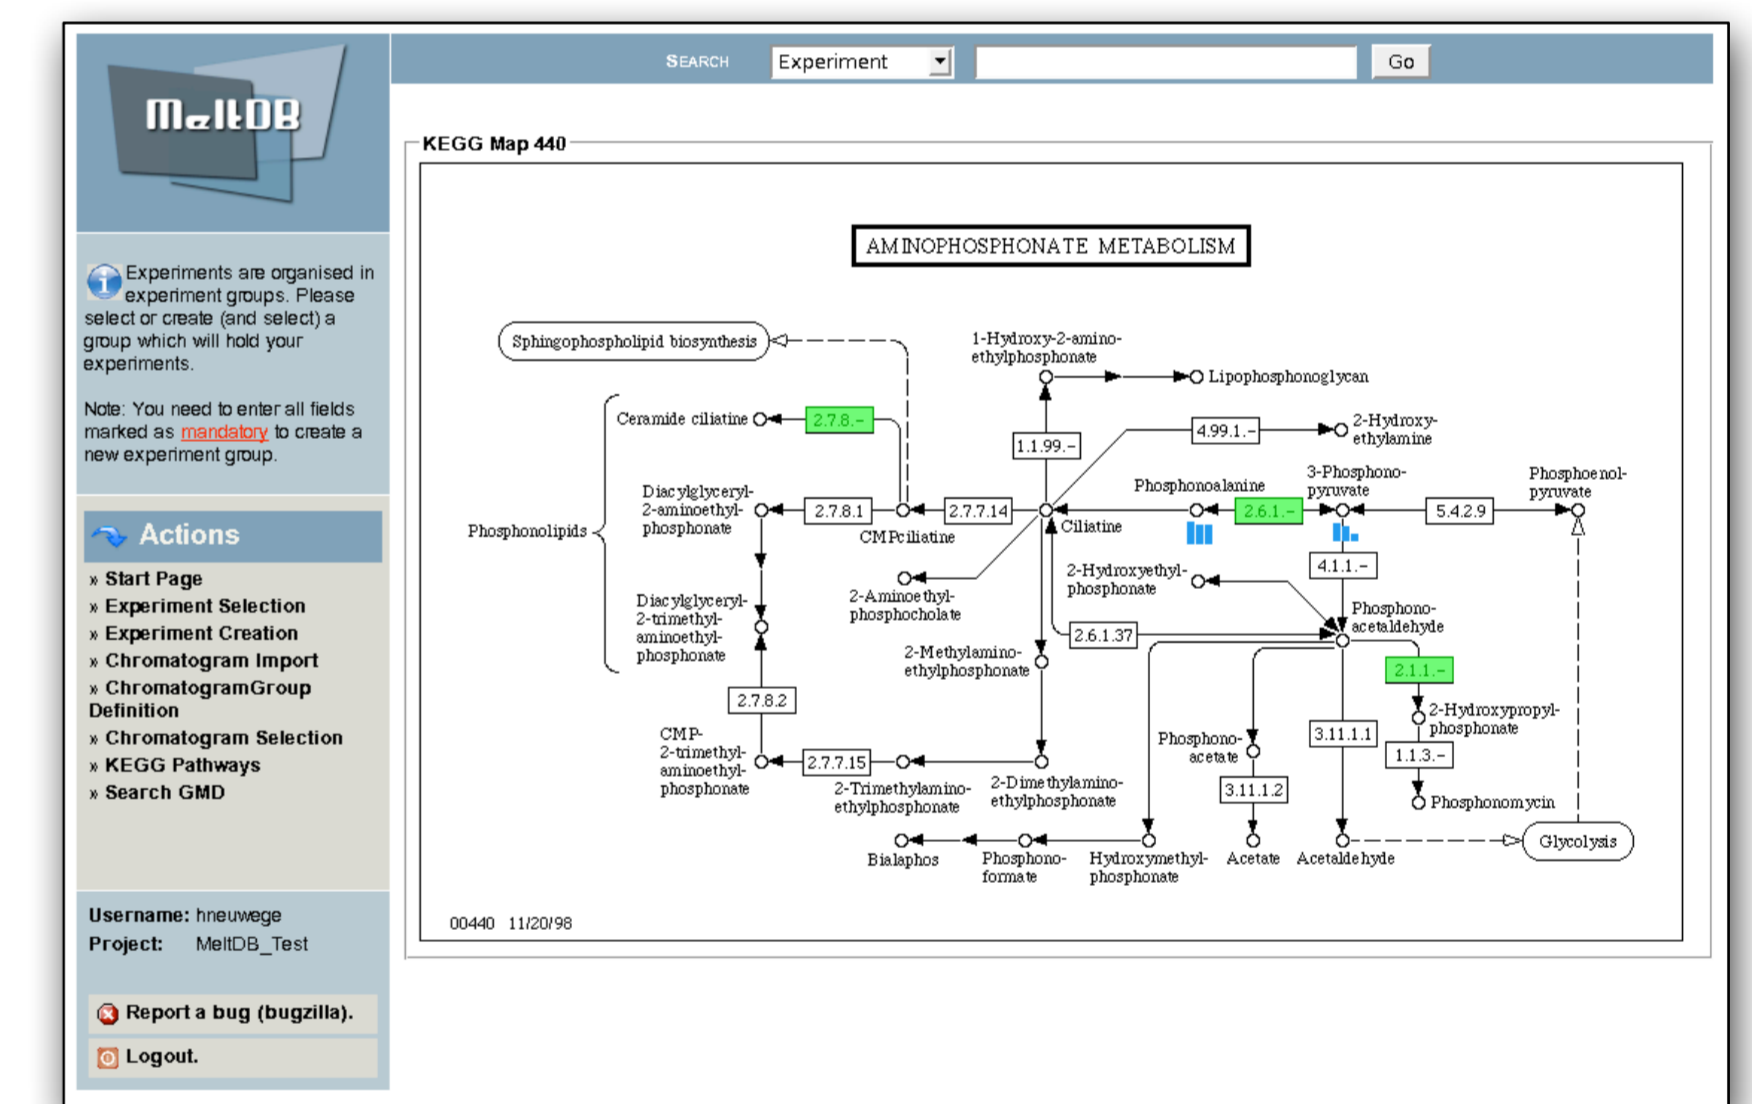 MeltDB
SEARCH
Experiment
Go
Experiments are organised in
experiment groups. Please
select or create (and select) a
group which will hold your
experiments.
Note: You need to enter all fields
marked as mandatory to create a
new experiment group.
Actions
» Start Page
» Experiment Selection
» Experiment Creation
» Chromatogram Import
» ChromatogramGroup
Definition
» Chromatogram Selection
» KEGG Pathways
» Search GMD
Username: hneuwege
Project: MeltDB_Test
Report a bug (bugzilla).
Logout.
KEGG Map 440
AMINOPHOSPHONATE METABOLISM
Sphingophospholipid biosynthesis
1-Hydroxy-2-amino-
ethylphosphonate
Lipophosphonoglycan
Ceramide ciliatine
2.7.8.-
1.1.99.-
4.99.1.-
2-Hydroxy-
ethylamine
Phosphonolipids
Diacylglyceryl-
2-aminoethyl-
phosphonate
2.7.8.1
CMPciliatine
2.7.7.14
Ciliatine
Phosphonoalanine
2.6.1.-
3-Phosphono-
pyruvate
5.4.2.9
Phosphoenol-
pyruvate
4.1.1.-
2-Hydroxyethyl-
phosphonate
2-Aminoethyl-
phosphocholate
Diacylglyceryl-
2-trimethyl-
aminoethyl-
phosphonate
Phosphono-
acetaldehyde
2.6.1.37
2-Methylamino-
ethylphosphonate
2.1.1.-
2.7.8.2
2-Hydroxypropyl-
phosphonate
3.11.1.1
1.1.3.-
Phosphono-
acetate
CMP-
2-trimethyl-
aminoethyl-
phosphonate
2.7.7.15
2-Trimethylamino-
ethylphosphonate
2-Dimethylamino-
ethylphosphonate
3.11.1.2
Phosphonomycin
Bialaphos
Phosphono-
formate
Hydroxymethyl-
phosphonate
Acetate
Acetaldehyde
Glycolysis
00440 11/20/98